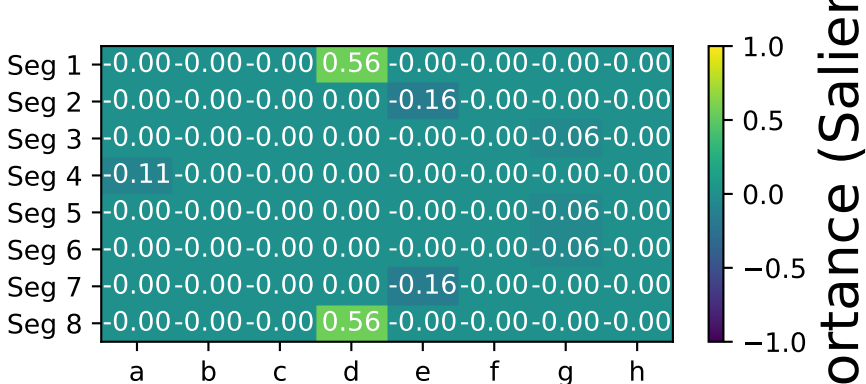 Seg 1 -0.00 -0.00 -0.00 0.56 -0.00 -0.00 -0.00 -0.00
Seg 2 -0.00 -0.00 -0.00 0.00 -0.16 -0.00 -0.00 -0.00
Seg 3 -0.00 -0.00 -0.00 0.00 -0.00 -0.00 -0.06 -0.00
Seg 4 -0.11 -0.00 -0.00 0.00 -0.00 -0.00 -0.00 -0.00
Seg 5 -0.00 -0.00 -0.00 0.00 -0.00 -0.00 -0.06 -0.00
Seg 6 -0.00 -0.00 -0.00 0.00 -0.00 -0.00 -0.06 -0.00
Seg 7 -0.00 -0.00 -0.00 0.00 -0.16 -0.00 -0.00 -0.00
Seg 8 -0.00 -0.00 -0.00 0.56 -0.00 -0.00 -0.00 -0.00
a b c d e f g h
1.0
0.5
0.0
−0.5
−1.0
ortance (Salien